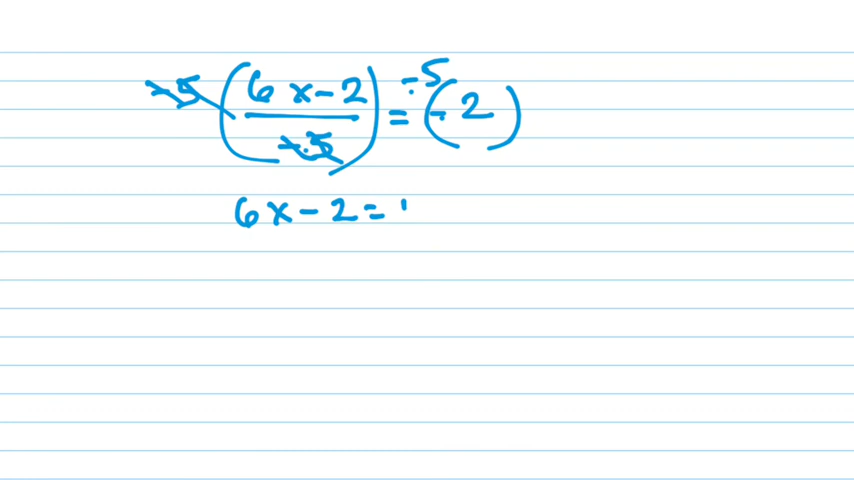 -5 ( (6x-2) / -5 ) = -5 (-2)
6x-2=